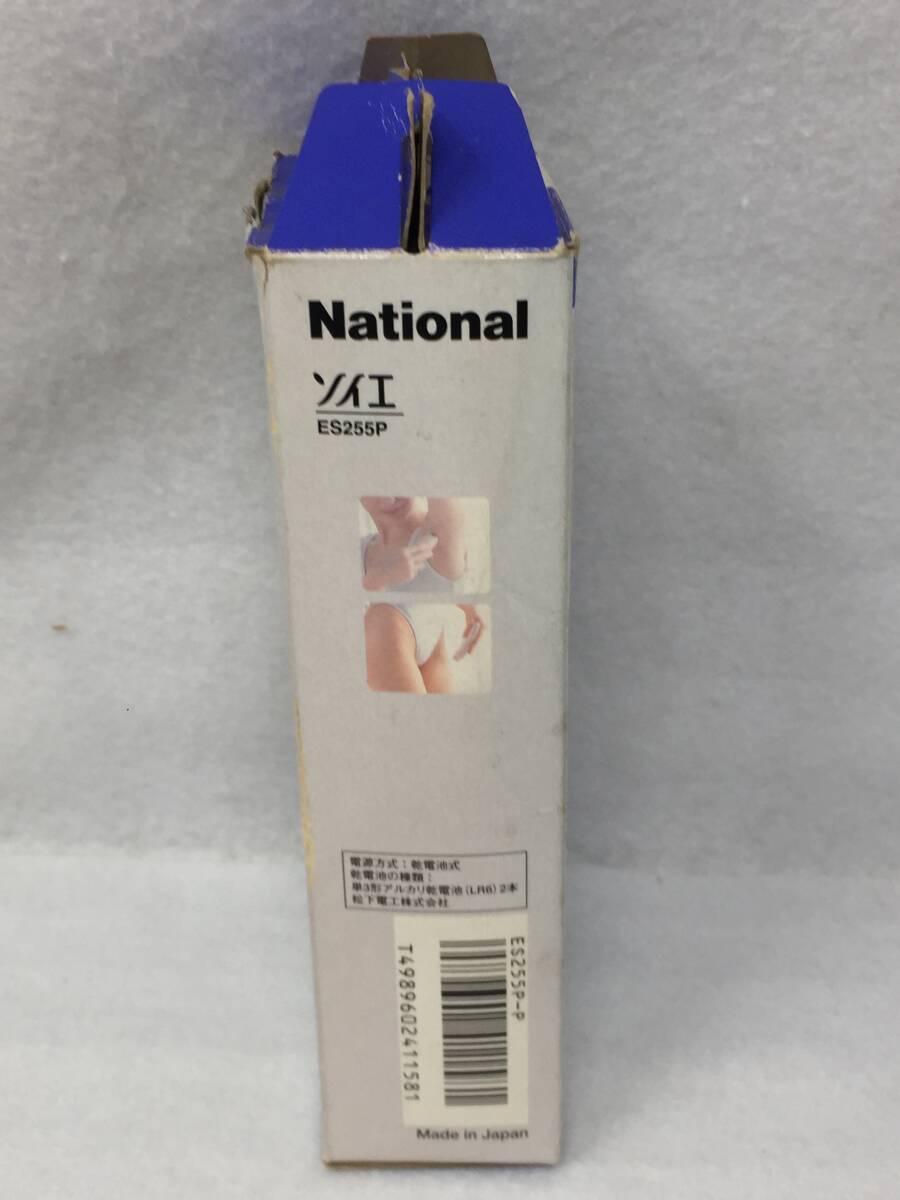 National
ソイエ
ES255P
電源方式：乾電池式
乾電池の種類：
単3形アルカリ乾電池(LR6)2本
松下電工株式会社
ES255P-P
T4989602411581
Made in Japan